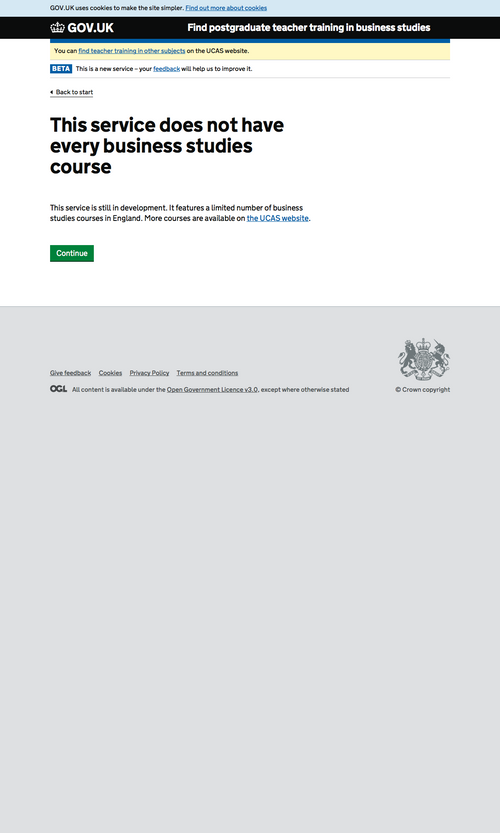 GOV.UK uses cookies to make the site simpler. Find out more about cookies
GOV.UK
Find postgraduate teacher training in business studies
You can find teacher training in other subjects on the UCAS website.
BETA This is a new service – your feedback will help us to improve it.
Back to start
This service does not have
every business studies
course
This service is still in development. It features a limited number of business
studies courses in England. More courses are available on the UCAS website.
Continue
Give feedback Cookies Privacy Policy Terms and conditions
OGL All content is available under the Open Government Licence v3.0, except where otherwise stated
© Crown copyright